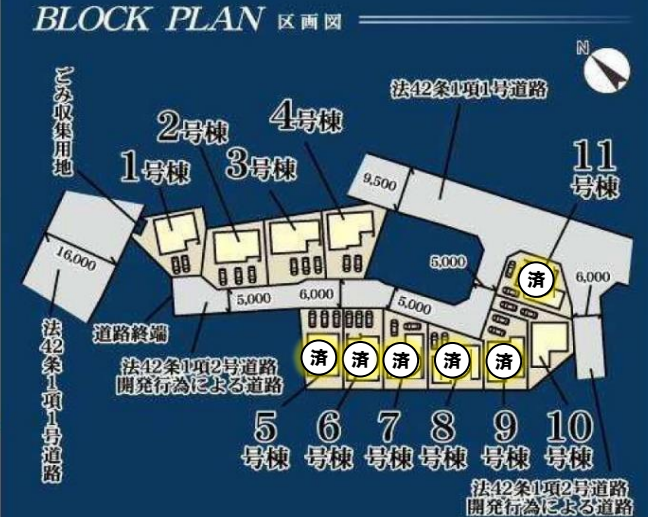 BLOCK PLAN 区画図
N
ごみ収集用地
法42条1項1号道路
4号棟
2号棟
3号棟
1号棟
11
号棟
9,500
16,000
5,000
6,000
済
5,000
6,000
5,000
道路終端
法42条1項2号道路
開発行為による道路
法42条1項1号道路
済
済
済
済
済
5
号棟
6
号棟
7
号棟
8
号棟
9
号棟
10
号棟
法42条1項2号道路
開発行為による道路